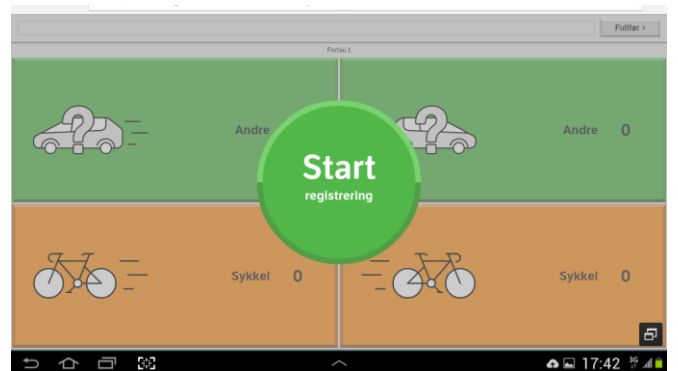 Fullfør ›
Fortau 1
Andre
Andre 0
Start
registrering
Sykkel 0
Sykkel 0
17:42 3G